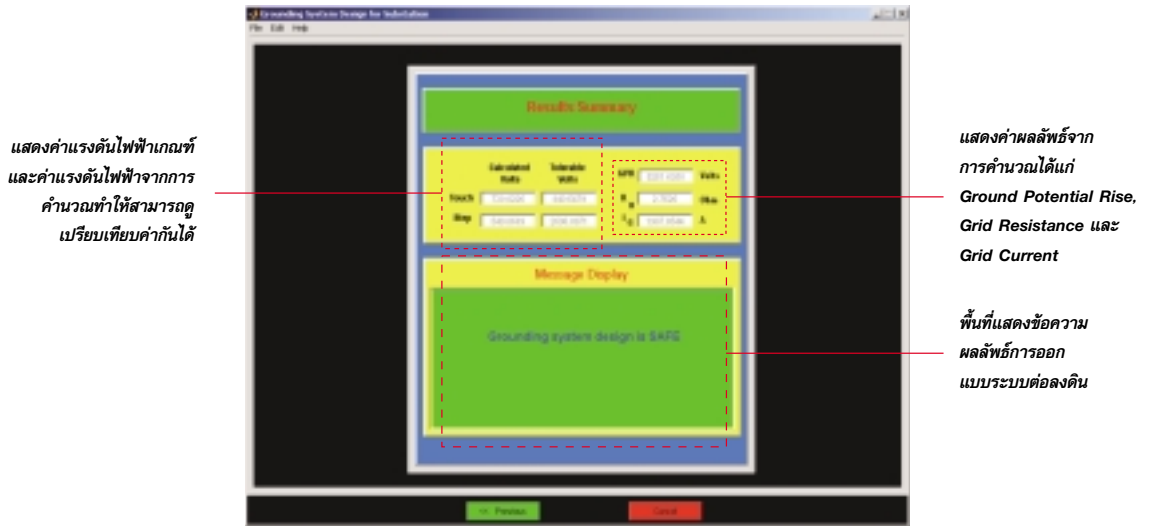 Grounding System Design for Substation
File Edit Help
Results Summary
Calculated Volts
Tolerable Volts
GPR Volts
Touch
R g Ohm
Step
I G A
Message Display
Grounding system design is SAFE
<< Previous
Cancel
แสดงค่าแรงดันไฟฟ้าเกณฑ์
และค่าแรงดันไฟฟ้าจากการ
คำนวณทำให้สามารถดู
เปรียบเทียบค่ากันได้
แสดงค่าผลลัพธ์จาก
การคำนวณได้แก่
Ground Potential Rise,
Grid Resistance และ
Grid Current
พื้นที่แสดงข้อความ
ผลลัพธ์การออก
แบบระบบต่อลงดิน